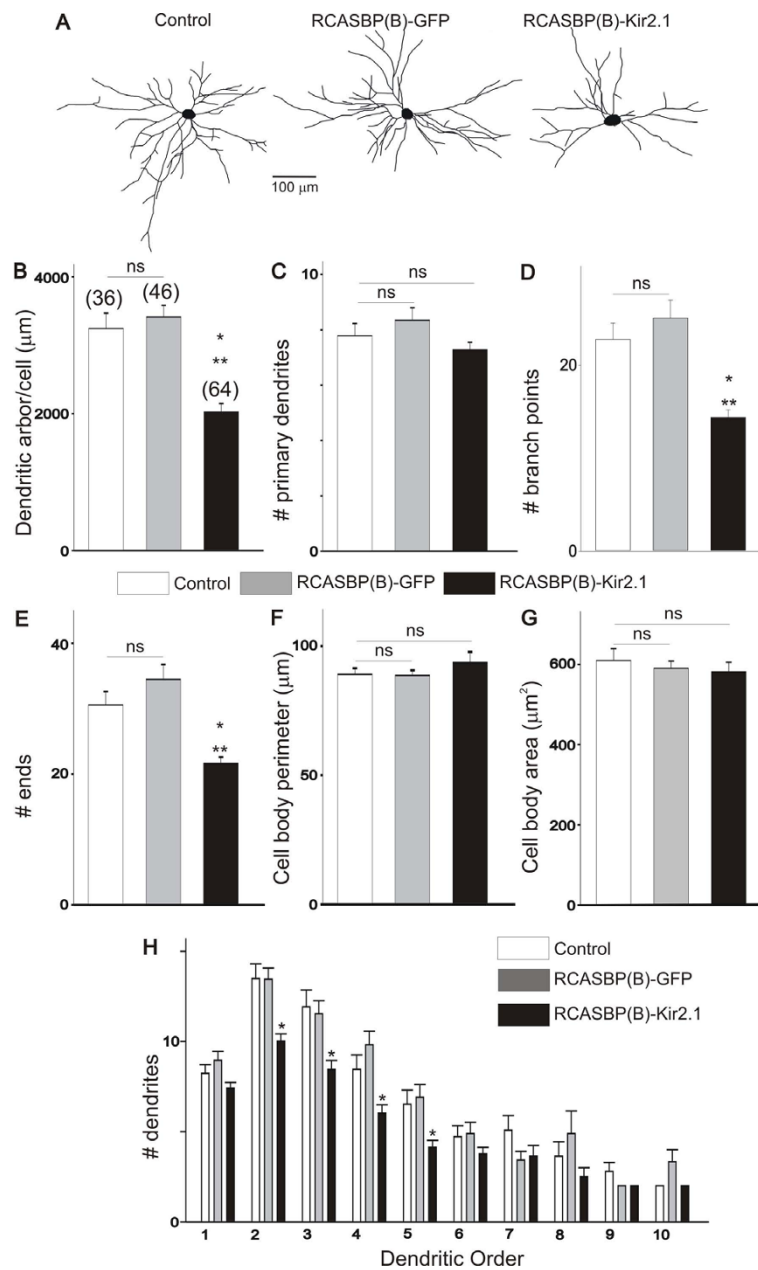 A Control RCASBP(B)-GFP RCASBP(B)-Kir2.1
100 µm
B
Dendritic arbor/cell (µm)
4000
2000
0
ns
(36) (46)
*
**
(64)
C
# primary dendrites
10
0
ns
ns
D
# branch points
20
0
ns
*
**
Control RCASBP(B)-GFP RCASBP(B)-Kir2.1
E
# ends
40
20
0
ns
*
**
F
Cell body perimeter (µm)
100
50
0
ns
ns
G
Cell body area (µm²)
600
400
200
0
ns
ns
H
Control
RCASBP(B)-GFP
RCASBP(B)-Kir2.1
# dendrites
10
0
* * * *
1 2 3 4 5 6 7 8 9 10
Dendritic Order